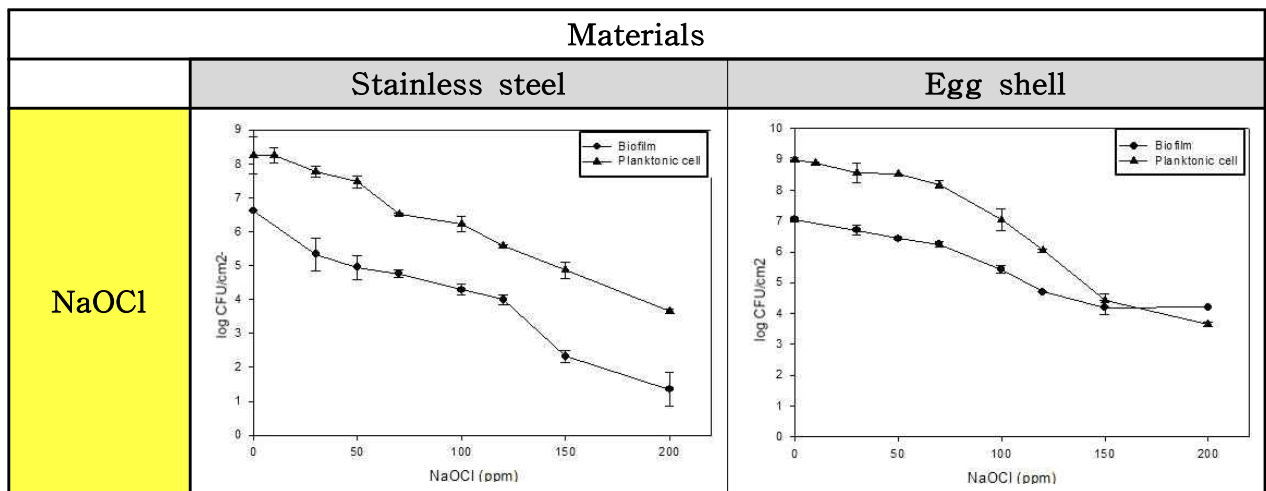 Materials
Stainless steel
Egg shell
NaOCl
9
8
7
6
5
4
3
2
1
0
log CFU/cm2-
0
50
100
150
200
NaOCl (ppm)
Biofilm
Planktonic cell
10
9
8
7
6
5
4
3
2
1
0
log CFU/cm2
0
50
100
150
200
NaOCl (ppm)
Biofilm
Planktonic cell